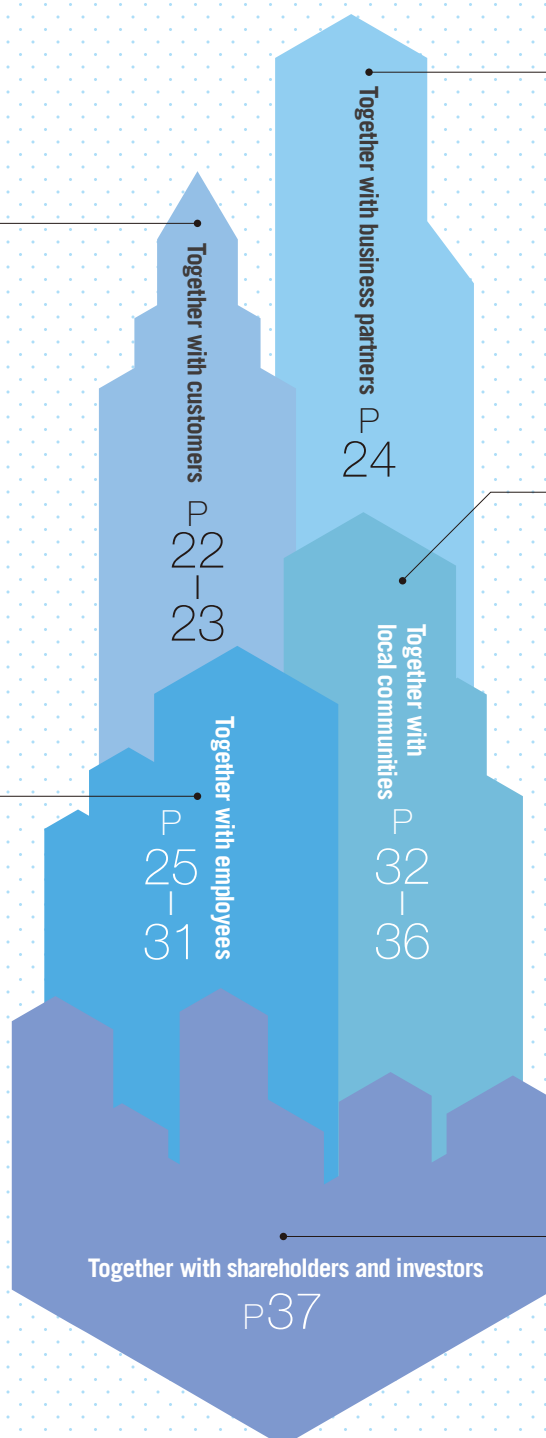 Together with business partners
P
24
Together with customers
P
22
–
23
Together with
local communities
P
32
–
36
Together with employees
P
25
–
31
Together with shareholders and investors
P37